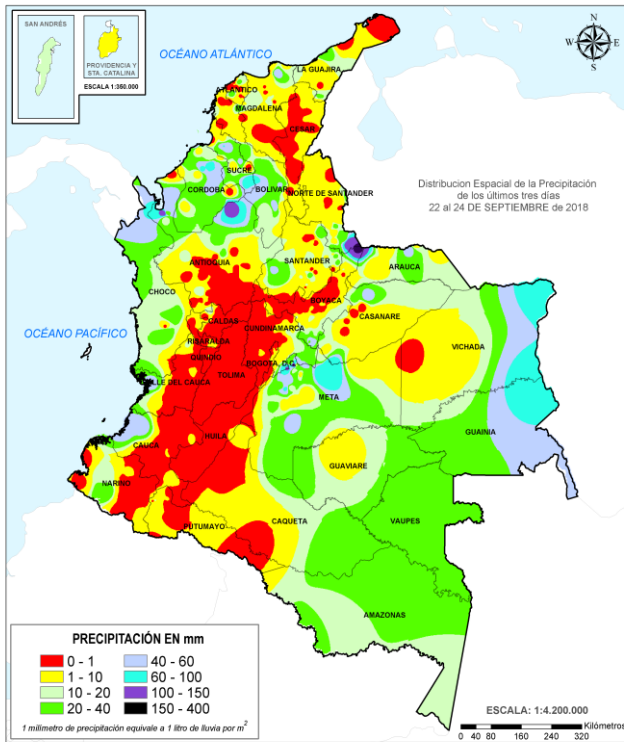 SAN ANDRÉS
PROVIDENCIA Y
STA. CATALINA
ESCALA 1:350.000
OCÉANO ATLÁNTICO
N
W
E
S
LA GUAJIRA
ATLÁNTICO
MAGDALENA
CESAR
SUCRE
CORDOBA
BOLIVAR
NORTE DE SANTANDER
Distribucion Espacial de la Precipitación
de los últimos tres días
22 al 24 DE SEPTIEMBRE de 2018
ANTIOQUIA
SANTANDER
ARAUCA
CHOCO
BOYACA
CASANARE
OCÉANO PACÍFICO
CALDAS
CUNDINAMARCA
RISARALDA
VICHADA
QUINDIO
BOGOTA, D.C.
TOLIMA
VALLE DEL CAUCA
META
GUAINIA
CAUCA
HUILA
GUAVIARE
NARIÑO
PUTUMAYO
CAQUETA
VAUPES
AMAZONAS
PRECIPITACIÓN EN mm
0 - 1
40 - 60
1 - 10
60 - 100
10 - 20
100 - 150
20 - 40
150 - 400
1 milimetro de precipitación equivale a 1 litro de lluvia por m2
ESCALA: 1:4.200.000
Kilómetros
0 40 80 160 240 320